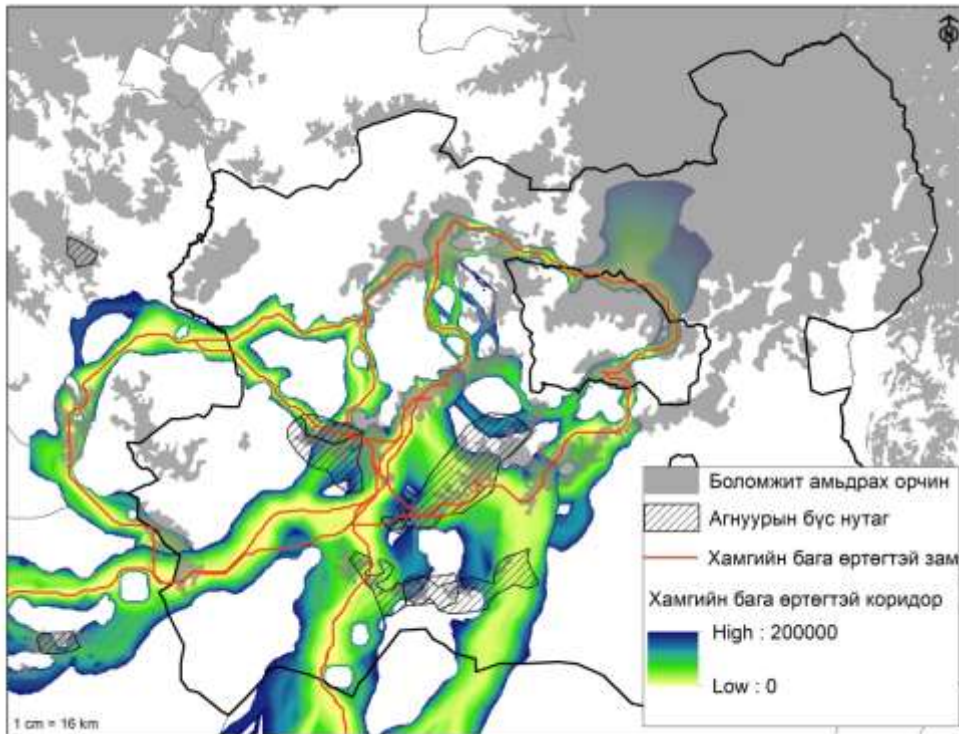 N
Боломжит амьдрах орчин
Агнуурын бүс нутаг
Хамгийн бага өртөгтэй зам
Хамгийн бага өртөгтэй коридор
High : 200000
Low : 0
1 cm = 16 km